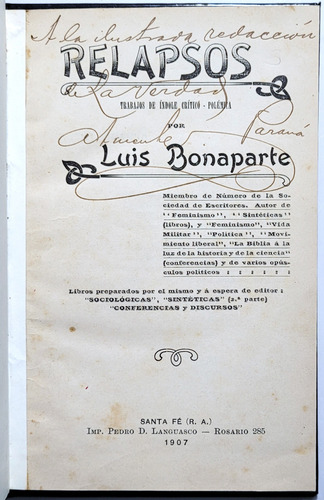 A la ilustrada redacción
RELAPSOS
de La Verdad
TRABAJOS DE ÍNDOLE CRÍTICO - POLÉMICA
POR
Atmente. Paraná
Luis Bonaparte
Miembro de Número de la So-
ciedad de Escritores. Autor de
"Feminismo", "Sintéticas"
(libros), y "Feminismo", "Vida
Militar", "Política", "Movi-
miento liberal", "La Biblia á la
luz de la historia y de la ciencia"
(conferencias) y de varios opús-
culos políticos : : : : : :
Libros preparados por el mismo y á espera de editor :
"SOCIOLÓGICAS", "SINTÉTICAS" (2.ª parte)
"CONFERENCIAS y DISCURSOS"
SANTA FÉ (R. A.)
IMP. PEDRO D. LANGUASCO — ROSARIO 285
1907